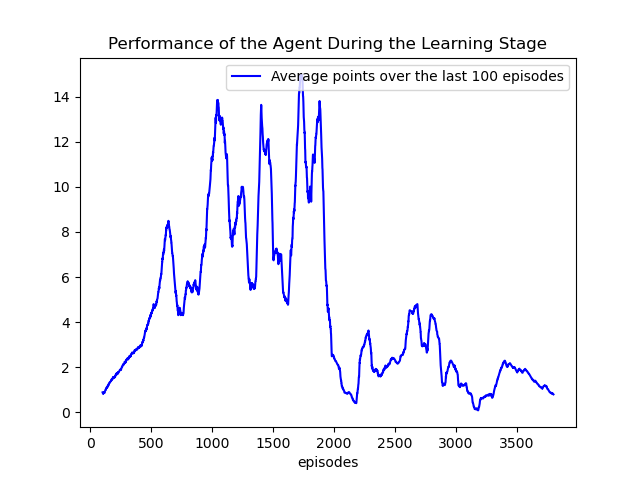 Performance of the Agent During the Learning Stage
Average points over the last 100 episodes
14
12
10
8
6
4
2
0
0 500 1000 1500 2000 2500 3000 3500
episodes